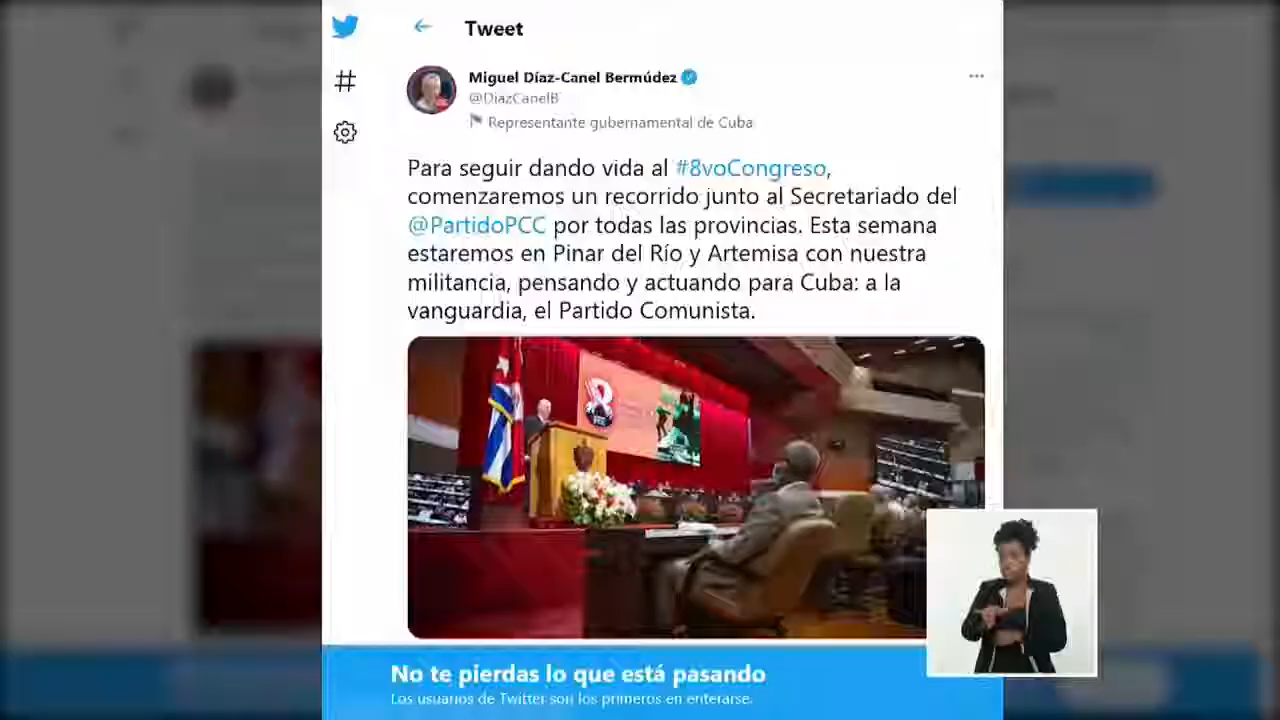 Tweet
Miguel Díaz-Canel Bermúdez
@DiazCanelB
Representante gubernamental de Cuba
Para seguir dando vida al #8voCongreso,
comenzaremos un recorrido junto al Secretariado del
@PartidoPCC por todas las provincias. Esta semana
estaremos en Pinar del Río y Artemisa con nuestra
militancia, pensando y actuando para Cuba: a la
vanguardia, el Partido Comunista.
8
PCC
No te pierdas lo que está pasando
Los usuarios de Twitter son los primeros en enterarse.